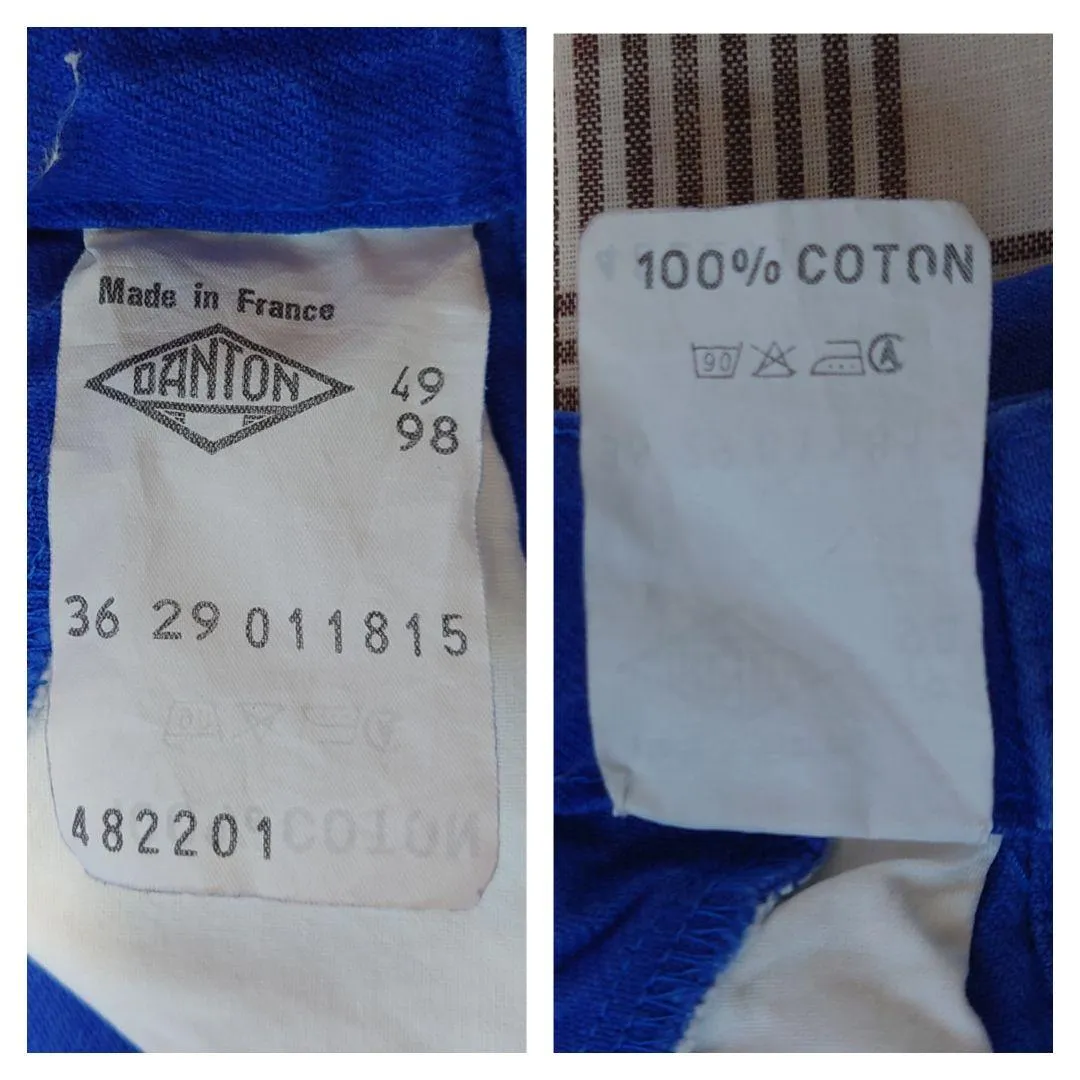 Made in France
DANTON
49
98
36 29 011815
482201
100% COTON
90
A